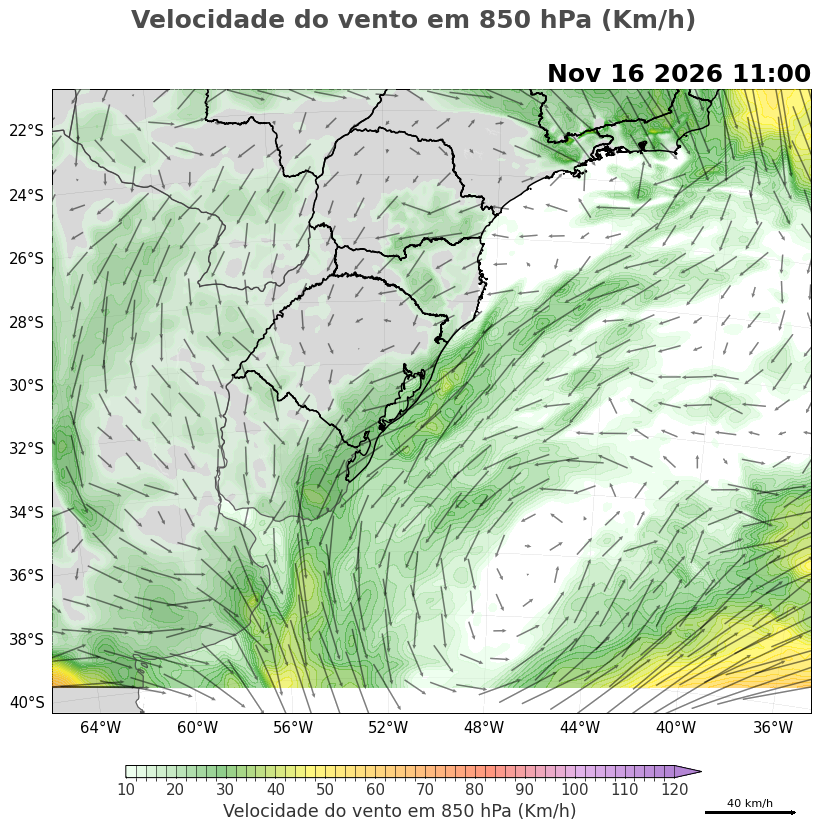 Velocidade do vento em 850 hPa (Km/h)
Nov 16 2026 11:00
22°S
24°S
26°S
28°S
30°S
32°S
34°S
36°S
38°S
40°S
64°W 60°W 56°W 52°W 48°W 44°W 40°W 36°W
10 20 30 40 50 60 70 80 90 100 110 120
Velocidade do vento em 850 hPa (Km/h)
40 km/h